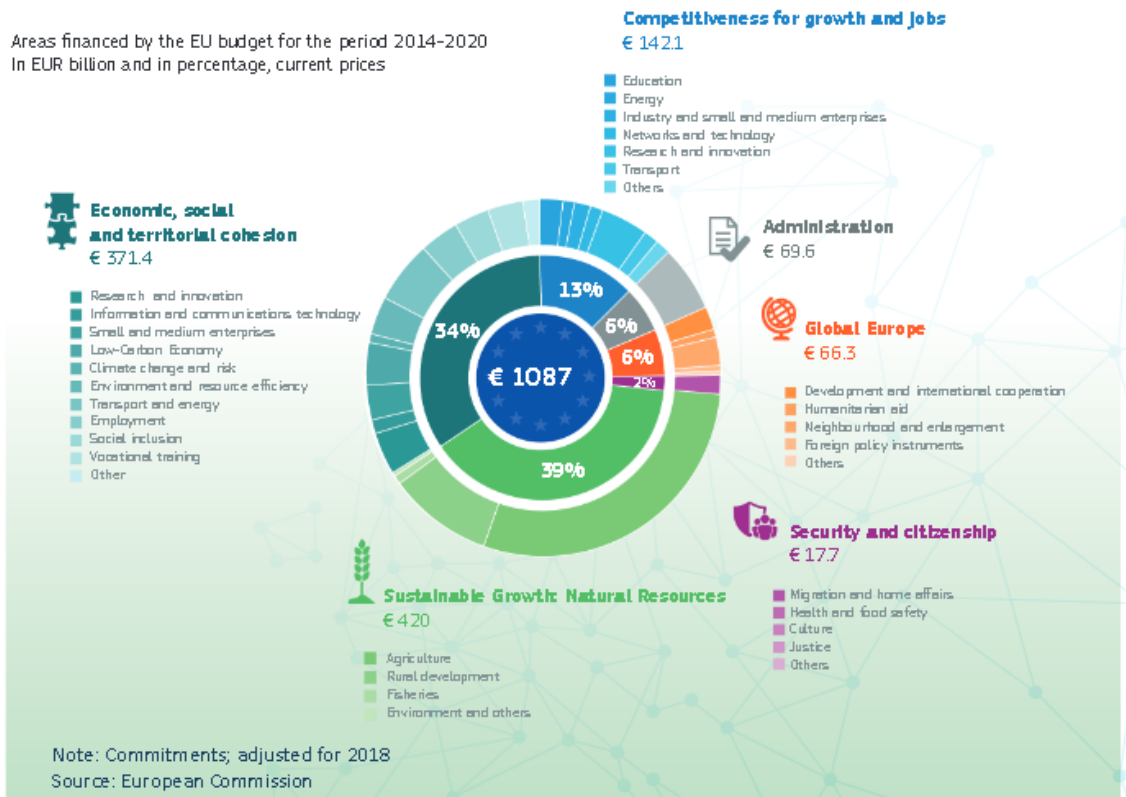 Areas financed by the EU budget for the period 2014-2020
In EUR billion and in percentage, current prices
Competitiveness for growth and jobs
€ 142.1
Education
Energy
Industry and small and medium enterprises
Networks and technology
Research and innovation
Transport
Others
Economic, social
and territorial cohesion
€ 371.4
Research and innovation
Information and communications technology
Small and medium enterprises
Low-Carbon Economy
Climate change and risk
Environment and resource efficiency
Transport and energy
Employment
Social inclusion
Vocational training
Other
34%
13%
6%
6%
2%
39%
€ 1087
Administration
€ 69.6
Global Europe
€ 66.3
Development and international cooperation
Humanitarian aid
Neighbourhood and enlargement
Foreign policy instruments
Others
Security and citizenship
€ 17.7
Migration and home affairs
Health and food safety
Culture
Justice
Others
Sustainable Growth: Natural Resources
€ 420
Agriculture
Rural development
Fisheries
Environment and others
Note: Commitments; adjusted for 2018
Source: European Commission